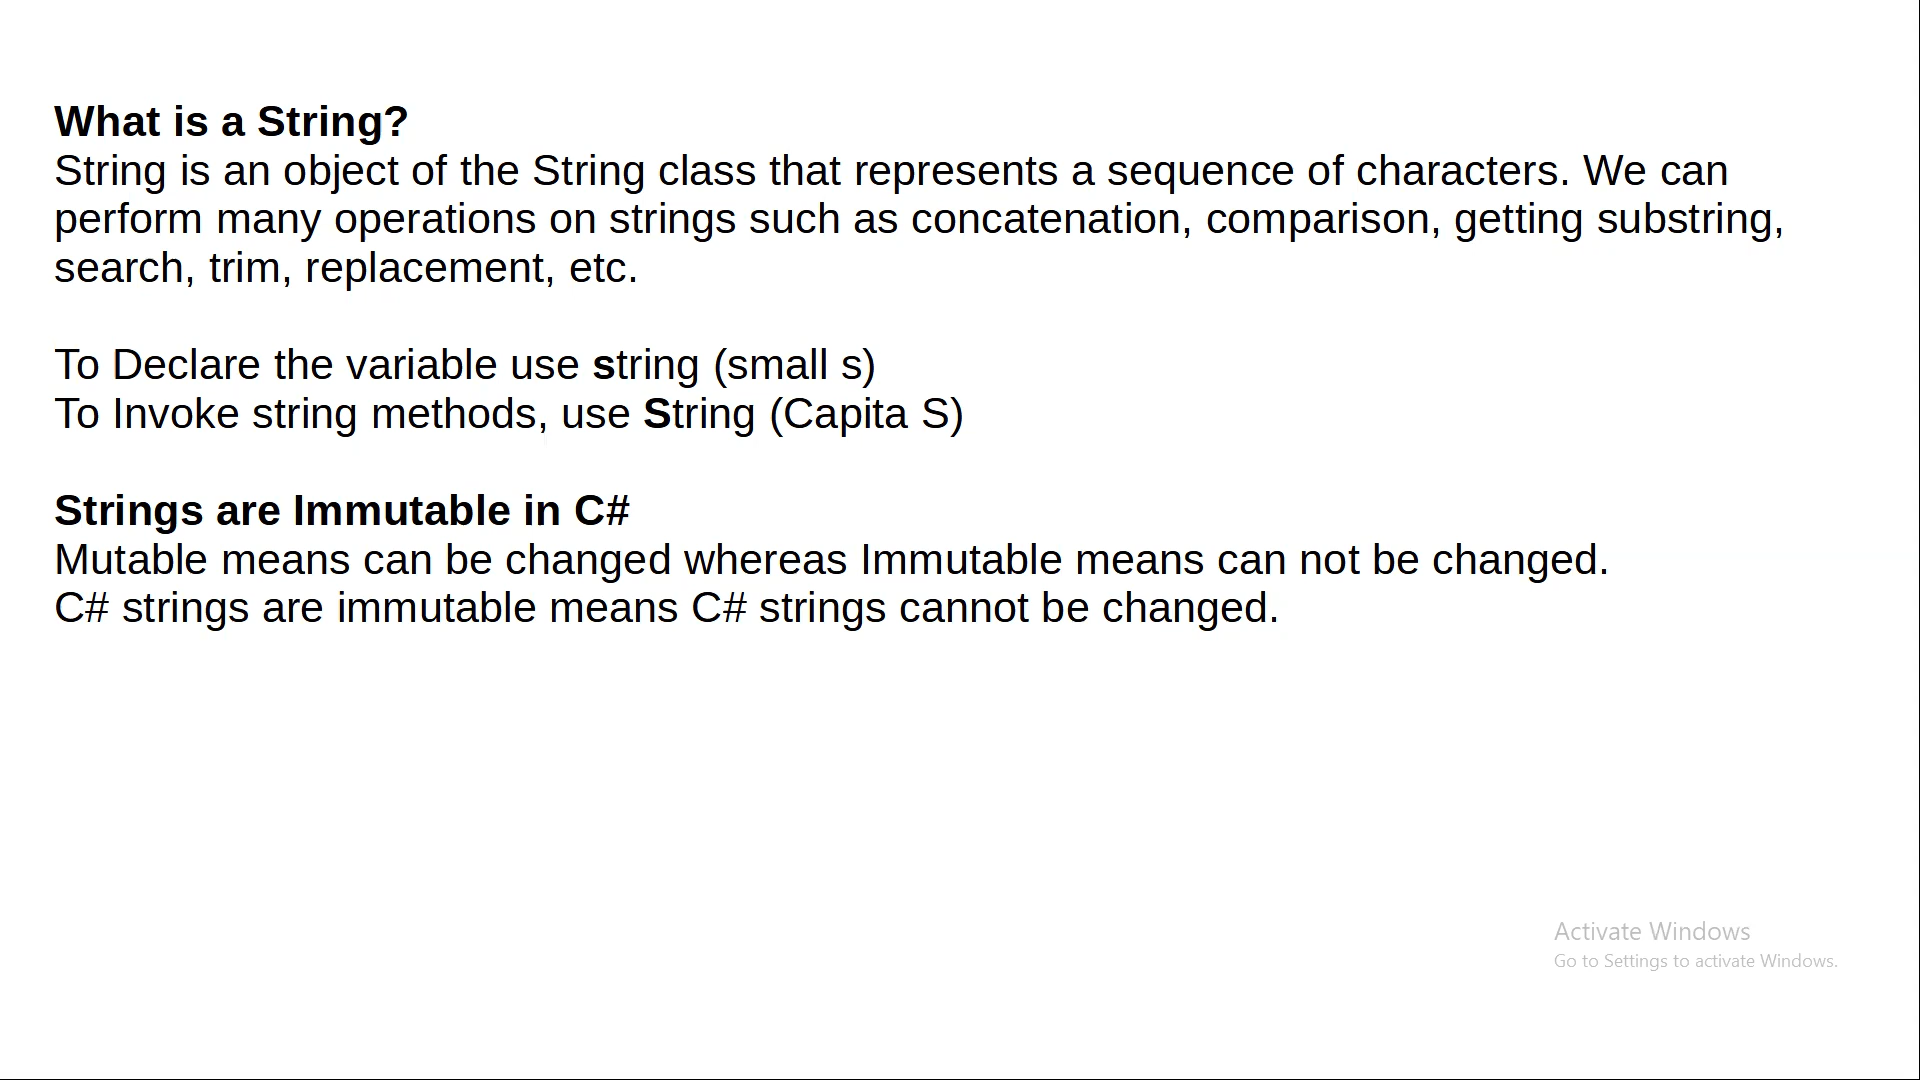 What is a String?
String is an object of the String class that represents a sequence of characters. We can
perform many operations on strings such as concatenation, comparison, getting substring,
search, trim, replacement, etc.
To Declare the variable use string (small s)
To Invoke string methods, use String (Capita S)
Strings are Immutable in C#
Mutable means can be changed whereas Immutable means can not be changed.
C# strings are immutable means C# strings cannot be changed.
Activate Windows
Go to Settings to activate Windows.